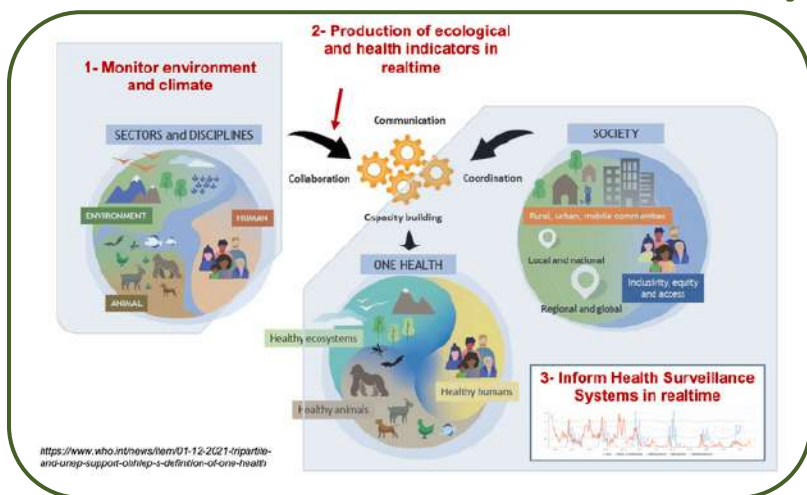 1- Monitor environment
and climate
2- Production of ecological
and health indicators in
realtime
SECTORS and DISCIPLINES
ENVIRONMENT
HUMAN
ANIMAL
Communication
Collaboration
Coordination
Capacity building
SOCIETY
Rural, urban, mobile communities
Local and national
Regional and global
Inclusivity, equity
and access
ONE HEALTH
Healthy ecosystems
Healthy humans
Healthy animals
3- Inform Health Surveillance
Systems in realtime
https://www.who.int/news/item/01-12-2021-tripartite-
and-unep-support-ohhlep-s-definition-of-one-health